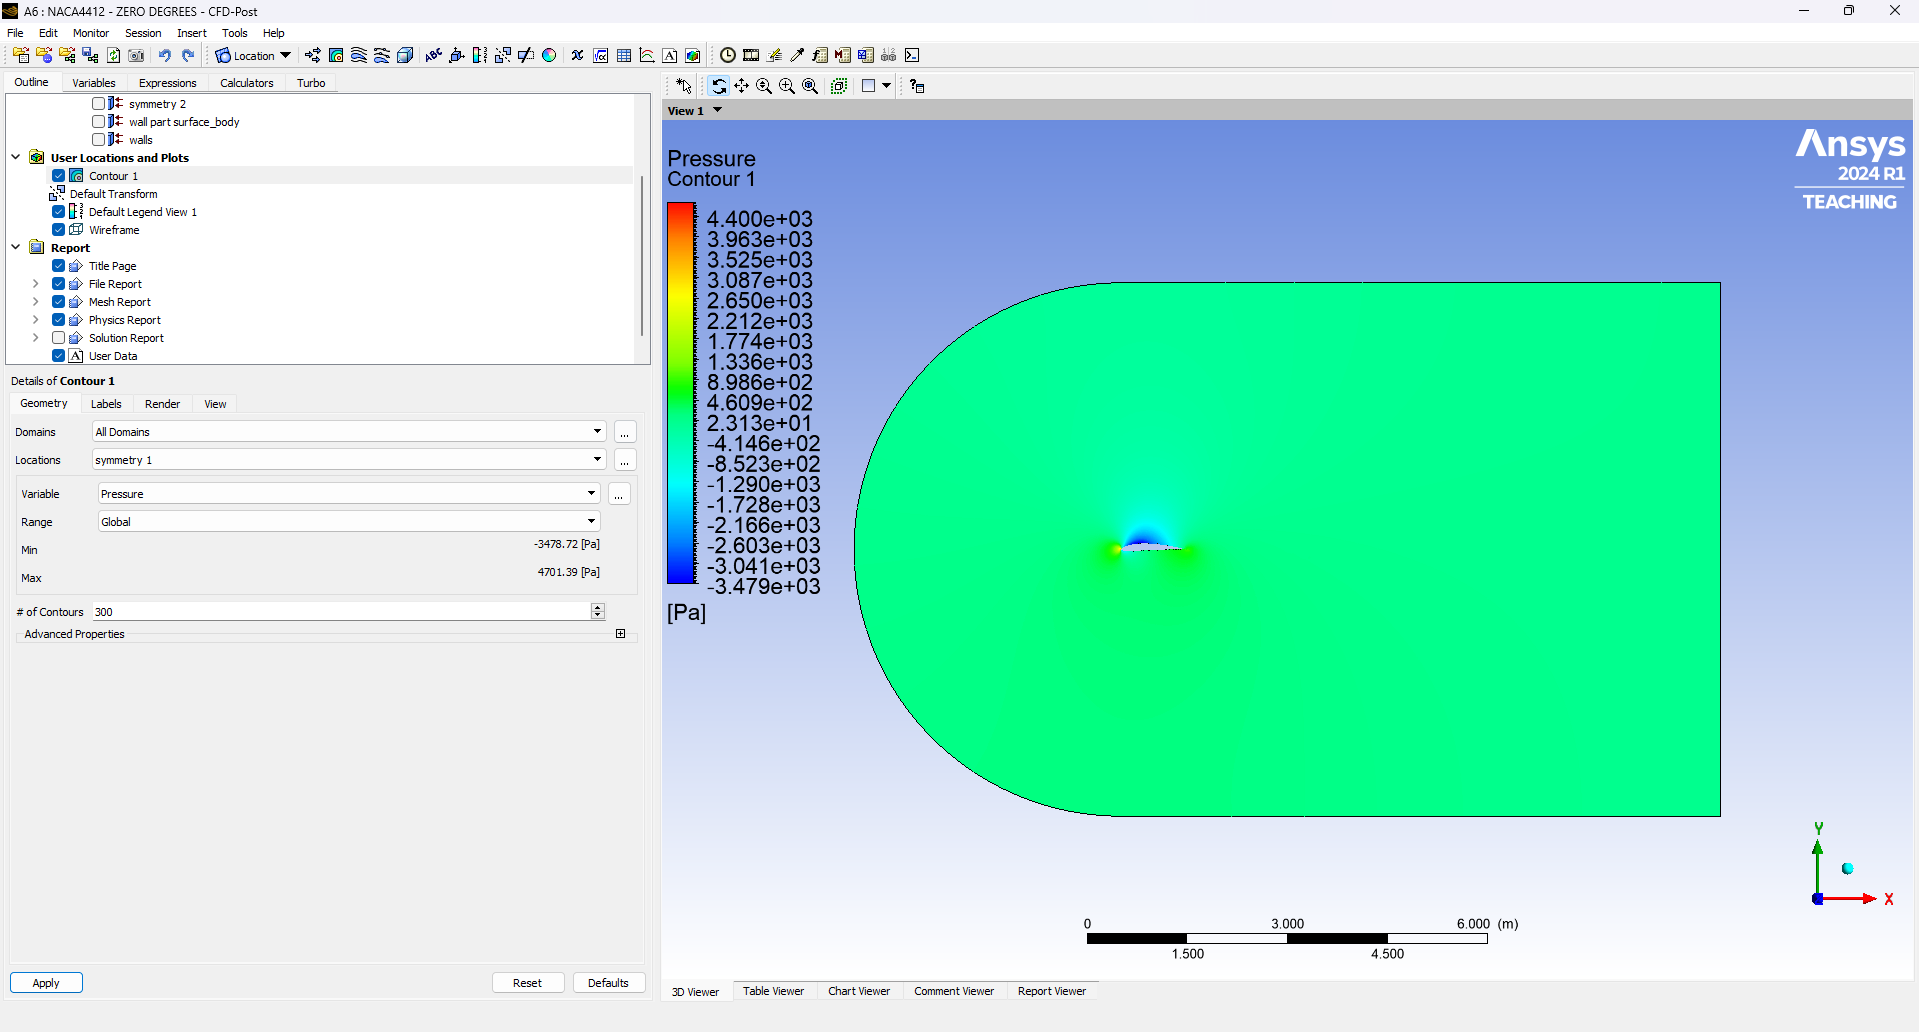 A6 : NACA4412 - ZERO DEGREES - CFD-Post
File Edit Monitor Session Insert Tools Help
Location
Outline Variables Expressions Calculators Turbo
symmetry 2
wall part surface_body
walls
User Locations and Plots
Contour 1
Default Transform
Default Legend View 1
Wireframe
Report
Title Page
File Report
Mesh Report
Physics Report
Solution Report
User Data
Details of Contour 1
Geometry Labels Render View
Domains All Domains ...
Locations symmetry 1 ...
Variable Pressure ...
Range Global
Min -3478.72 [Pa]
Max 4701.39 [Pa]
# of Contours 300
Advanced Properties
Apply Reset Defaults
View 1
Pressure
Contour 1
4.400e+03
3.963e+03
3.525e+03
3.087e+03
2.650e+03
2.212e+03
1.774e+03
1.336e+03
8.986e+02
4.609e+02
2.313e+01
-4.146e+02
-8.523e+02
-1.290e+03
-1.728e+03
-2.166e+03
-2.603e+03
-3.041e+03
-3.479e+03
[Pa]
Ansys
2024 R1
TEACHING
Y
X
0 3.000 6.000 (m)
1.500 4.500
3D Viewer Table Viewer Chart Viewer Comment Viewer Report Viewer